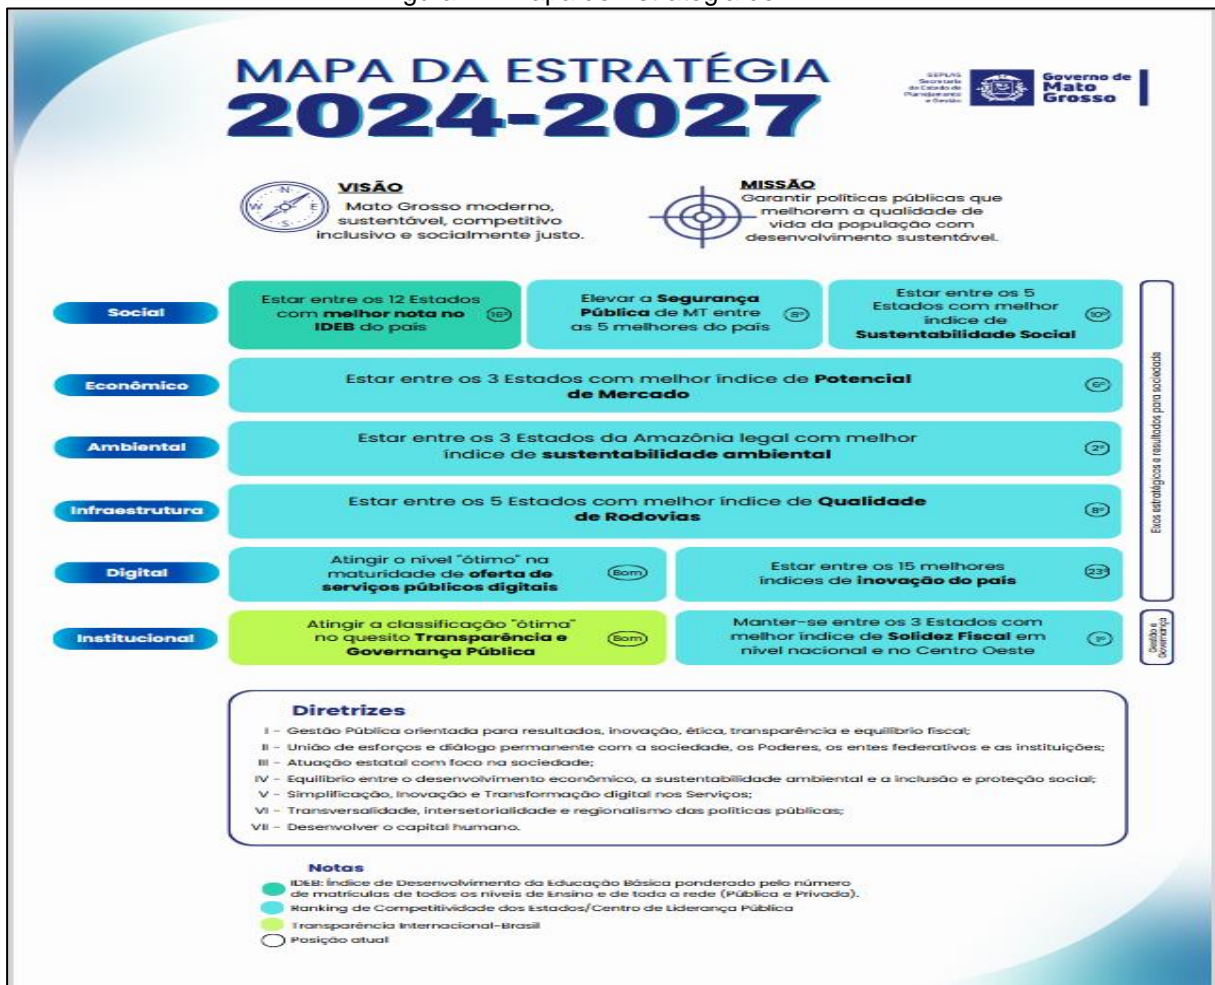 MAPA DA ESTRATÉGIA
2024-2027
SEPLAG
Secretaria
de Estado de
Planejamento
e Gestão
Governo de
Mato
Grosso
VISÃO
Mato Grosso moderno,
sustentável, competitivo
inclusivo e socialmente justo.
N
E
S
W
MISSÃO
Garantir políticas públicas que
melhorem a qualidade de
vida da população com
desenvolvimento sustentável.
Social
Estar entre os 12 Estados
com melhor nota no
IDEB do país
16º
Elevar a Segurança
Pública de MT entre
as 5 melhores do país
8º
Estar entre os 5
Estados com melhor
índice de
Sustentabilidade Social
10º
Econômico
Estar entre os 3 Estados com melhor índice de Potencial
de Mercado
6º
Ambiental
Estar entre os 3 Estados da Amazônia legal com melhor
índice de sustentabilidade ambiental
2º
Infraestrutura
Estar entre os 5 Estados com melhor índice de Qualidade
de Rodovias
8º
Digital
Atingir o nível "ótimo" na
maturidade de oferta de
serviços públicos digitais
Bom
Estar entre os 15 melhores
índices de inovação do país
23º
Eixos estratégicos e resultados para sociedade
Institucional
Atingir a classificação "ótima"
no quesito Transparência e
Governança Pública
Bom
Manter-se entre os 3 Estados com
melhor índice de Solidez Fiscal em
nível nacional e no Centro Oeste
1º
Gestão e
Governança
Diretrizes
I - Gestão Pública orientada para resultados, inovação, ética, transparência e equilíbrio fiscal;
II - União de esforços e diálogo permanente com a sociedade, os Poderes, os entes federativos e as instituições;
III - Atuação estatal com foco na sociedade;
IV - Equilíbrio entre o desenvolvimento econômico, a sustentabilidade ambiental e a inclusão e proteção social;
V - Simplificação, Inovação e Transformação digital nos Serviços;
VI - Transversalidade, intersetorialidade e regionalismo das políticas públicas;
VII - Desenvolver o capital humano.
Notas
IDEB: Índice de Desenvolvimento da Educação Básica ponderado pelo número
de matrículas de todos os níveis de Ensino e de toda a rede (Pública e Privada).
Ranking de Competitividade dos Estados/Centro de Liderança Pública
Transparência Internacional-Brasil
Posição atual